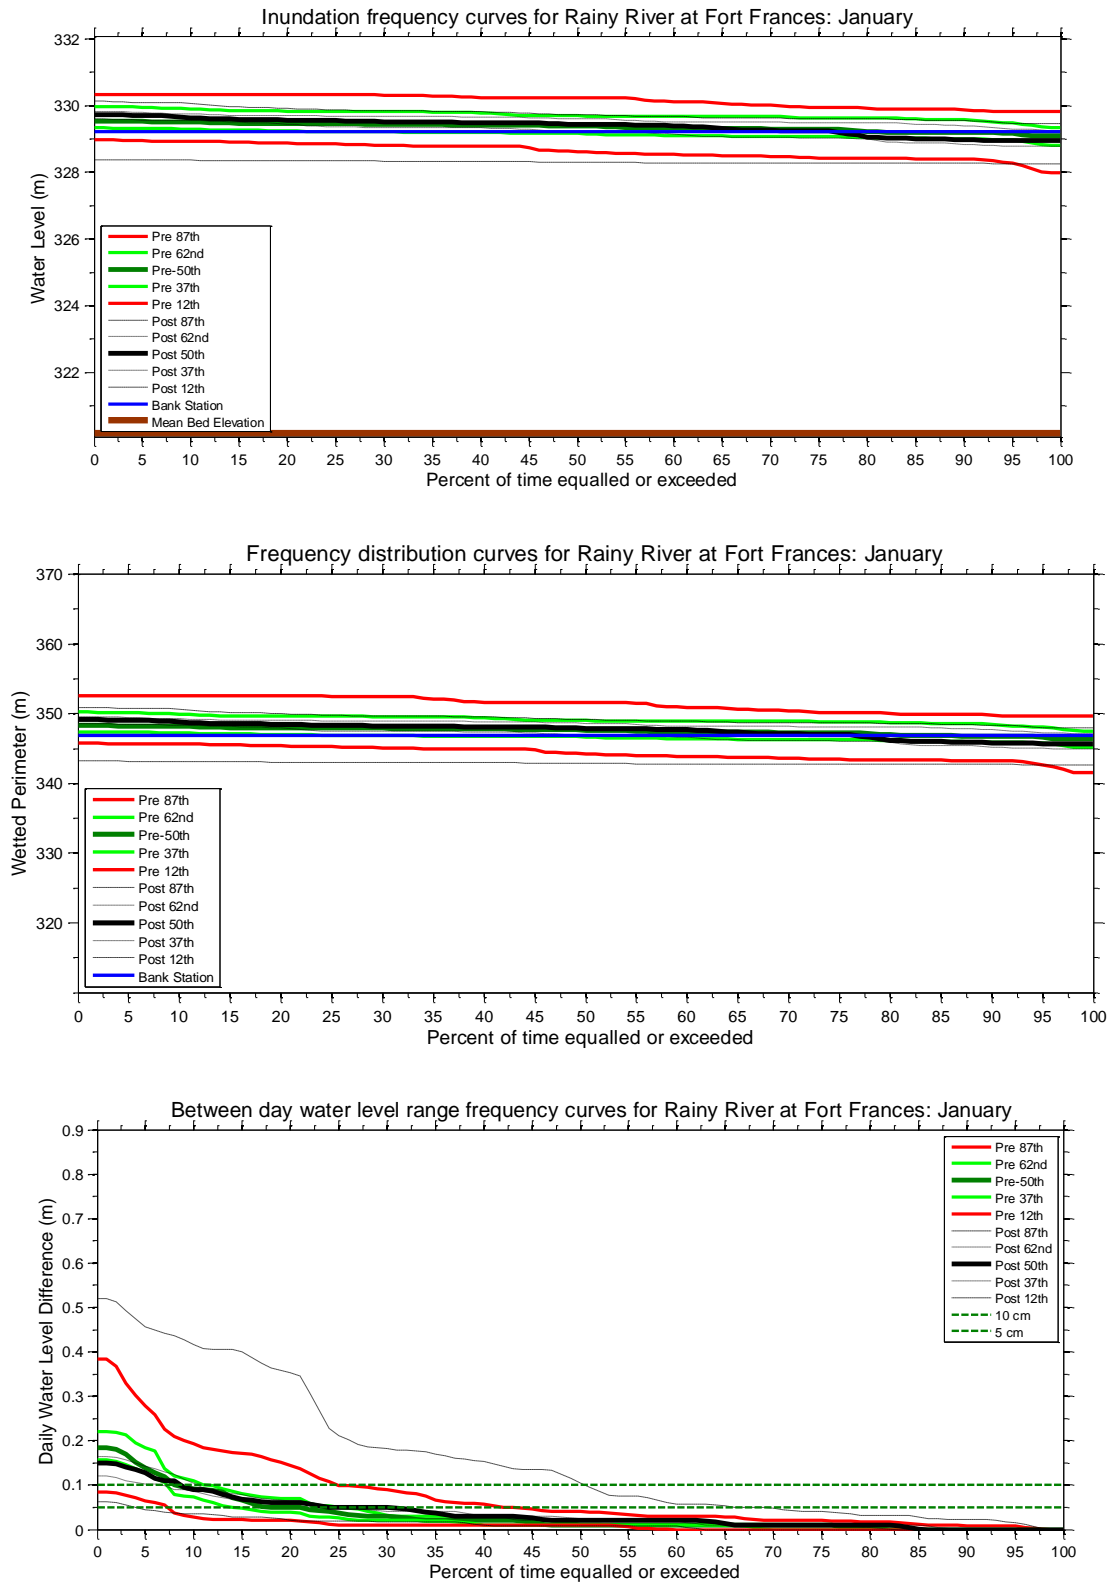 Inundation frequency curves for Rainy River at Fort Frances: January
332
330
328
326
324
322
Water Level (m)
Pre 87th
Pre 62nd
Pre-50th
Pre 37th
Pre 12th
Post 87th
Post 62nd
Post 50th
Post 37th
Post 12th
Bank Station
Mean Bed Elevation
0 5 10 15 20 25 30 35 40 45 50 55 60 65 70 75 80 85 90 95 100
Percent of time equalled or exceeded
Frequency distribution curves for Rainy River at Fort Frances: January
370
360
350
340
330
320
Wetted Perimeter (m)
Pre 87th
Pre 62nd
Pre-50th
Pre 37th
Pre 12th
Post 87th
Post 62nd
Post 50th
Post 37th
Post 12th
Bank Station
0 5 10 15 20 25 30 35 40 45 50 55 60 65 70 75 80 85 90 95 100
Percent of time equalled or exceeded
Between day water level range frequency curves for Rainy River at Fort Frances: January
0.9
0.8
0.7
0.6
0.5
0.4
0.3
0.2
0.1
0
Daily Water Level Difference (m)
Pre 87th
Pre 62nd
Pre-50th
Pre 37th
Pre 12th
Post 87th
Post 62nd
Post 50th
Post 37th
Post 12th
10 cm
5 cm
0 5 10 15 20 25 30 35 40 45 50 55 60 65 70 75 80 85 90 95 100
Percent of time equalled or exceeded